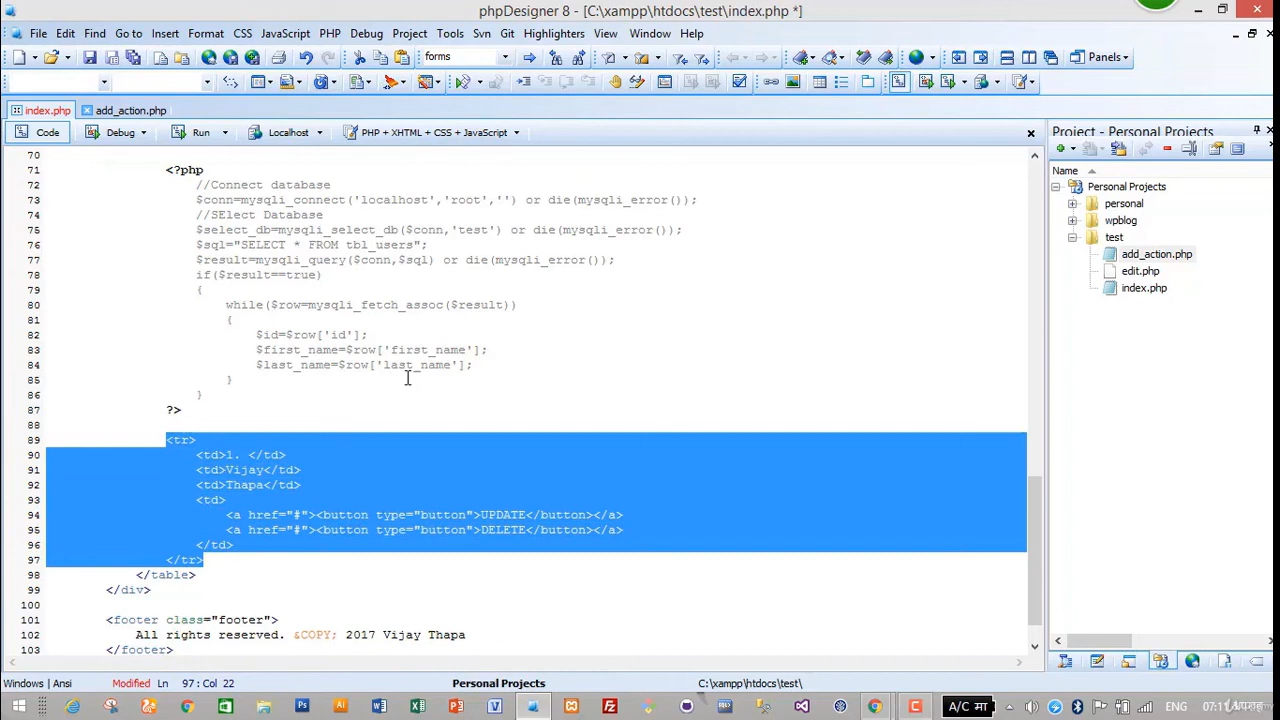 phpDesigner 8 - [C:\xampp\htdocs\test\index.php *]
File Edit Find Go to Insert Format CSS JavaScript PHP Debug Project Tools Svn Git Highlighters View Window Help
forms
Panels
index.php add_action.php
Code Debug Run Localhost PHP + XHTML + CSS + JavaScript
Project - Personal Projects
Name
Personal Projects
personal
wpblog
test
add_action.php
edit.php
index.php
70
71 <?php
72 //Connect database
73 $conn=mysqli_connect('localhost','root','') or die(mysqli_error());
74 //SElect Database
75 $select_db=mysqli_select_db($conn,'test') or die(mysqli_error());
76 $sql="SELECT * FROM tbl_users";
77 $result=mysqli_query($conn,$sql) or die(mysqli_error());
78 if($result==true)
79 {
80 while($row=mysqli_fetch_assoc($result))
81 {
82 $id=$row['id'];
83 $first_name=$row['first_name'];
84 $last_name=$row['last_name'];
85 }
86 }
87 ?>
88
89 <tr>
90 <td>1. </td>
91 <td>Vijay</td>
92 <td>Thapa</td>
93 <td>
94 <a href="#"><button type="button">UPDATE</button></a>
95 <a href="#"><button type="button">DELETE</button></a>
96 </td>
97 </tr>
98 </table>
99 </div>
100
101 <footer class="footer">
102 All rights reserved. &COPY; 2017 Vijay Thapa
103 </footer>
Windows | Ansi Modified Ln 97 : Col 22 Personal Projects C:\xampp\htdocs\test\
A/C मा ENG